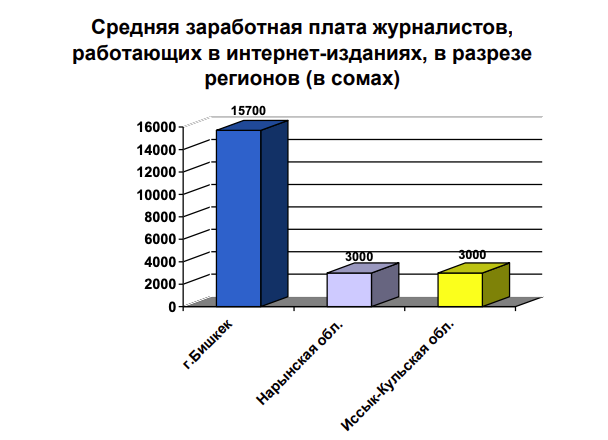 Средняя заработная плата журналистов,
работающих в интернет-изданиях, в разрезе
регионов (в сомах)
15700
16000
14000
12000
10000
8000
6000
4000
2000
0
3000
3000
г.Бишкек
Нарынская обл.
Иссык-Кульская обл.